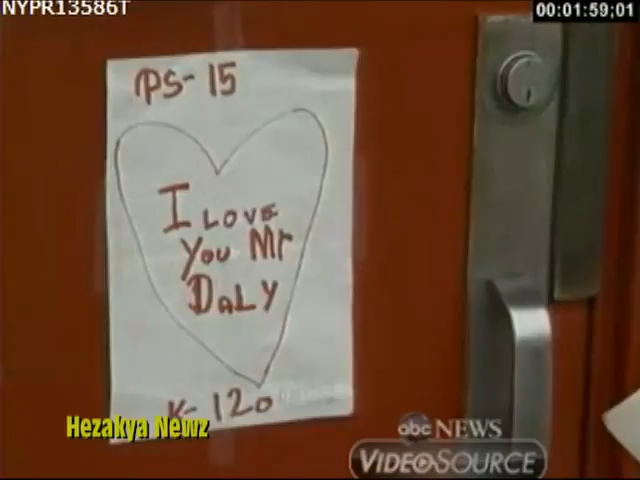 NYPR13586T
00:01:59;01
PS-15
I LOVE
You Mr
DALY
K-120
Hezakya Newz
abc NEWS
VIDEOSOURCE